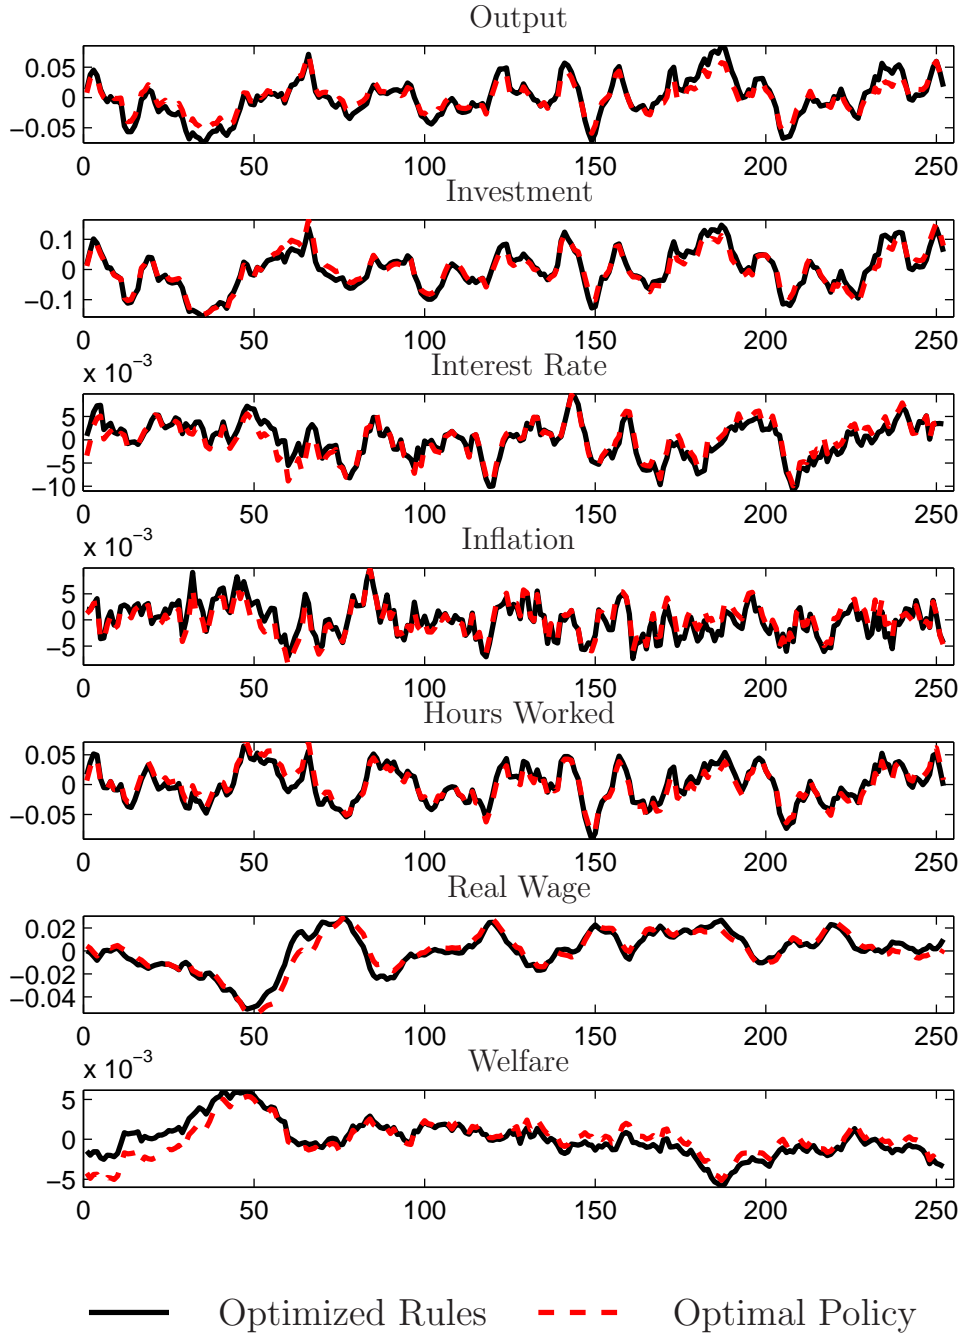 Output
0.05
0
−0.05
0 50 100 150 200 250
Investment
0.1
0
−0.1
0 50 100 150 200 250
Interest Rate
x 10−3
5
0
−5
−10
0 50 100 150 200 250
Inflation
x 10−3
5
0
−5
0 50 100 150 200 250
Hours Worked
0.05
0
−0.05
0 50 100 150 200 250
Real Wage
0.02
0
−0.02
−0.04
0 50 100 150 200 250
Welfare
x 10−3
5
0
−5
0 50 100 150 200 250
Optimized Rules Optimal Policy